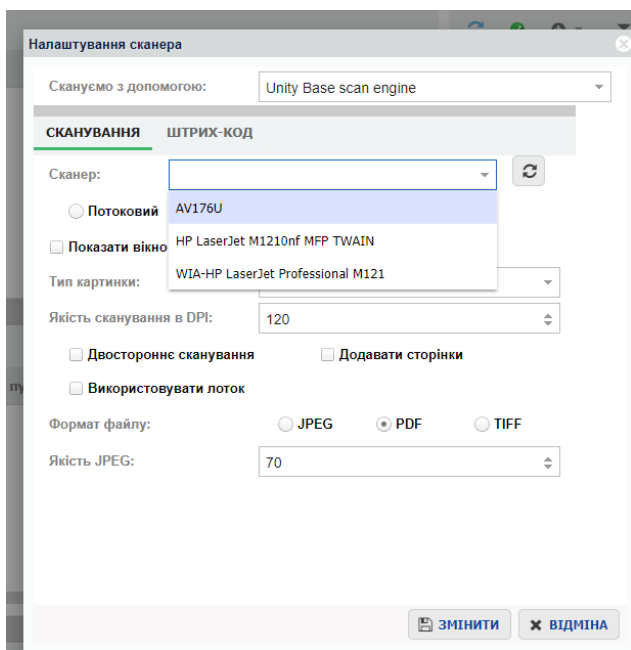 Налаштування сканера
Скануємо з допомогою: Unity Base scan engine
СКАНУВАННЯ ШТРИХ-КОД
Сканер:
Потоковий AV176U
Показати вікно HP LaserJet M1210nf MFP TWAIN
WIA-HP LaserJet Professional M121
Тип картинки:
Якість сканування в DPI: 120
Двостороннє сканування Додавати сторінки
Використовувати лоток
Формат файлу: JPEG PDF TIFF
Якість JPEG: 70
ЗМІНИТИ ВІДМІНА